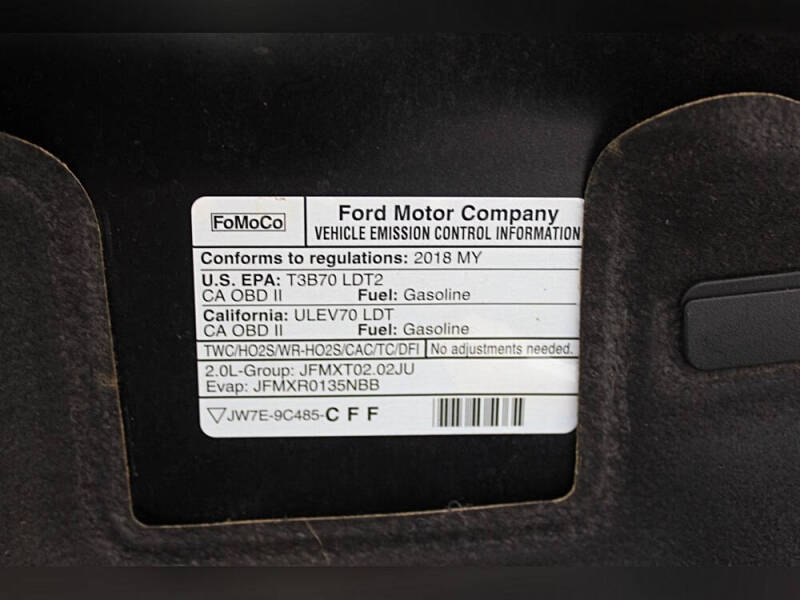 FoMoCo
Ford Motor Company
VEHICLE EMISSION CONTROL INFORMATION
Conforms to regulations: 2018 MY
U.S. EPA: T3B70 LDT2
CA OBD II Fuel: Gasoline
California: ULEV70 LDT
CA OBD II Fuel: Gasoline
TWC/HO2S/WR-HO2S/CAC/TC/DFI No adjustments needed.
2.0L-Group: JFMXT02.02JU
Evap: JFMXR0135NBB
▽JW7E-9C485-C F F